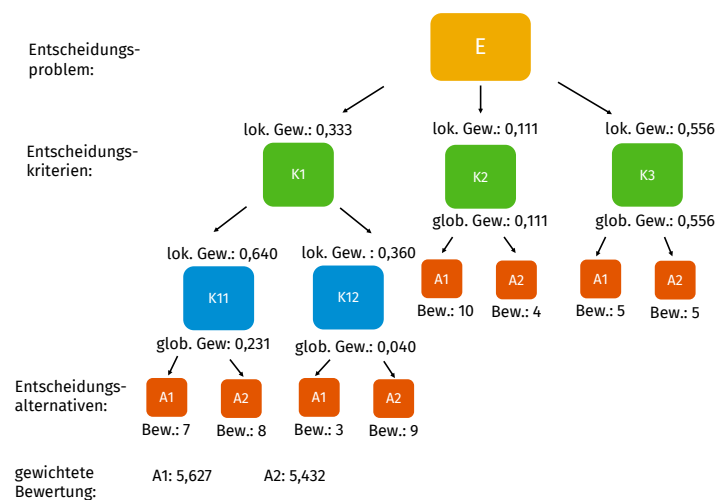 E
Entscheidungs-
problem:
lok. Gew.: 0,333
lok. Gew.: 0,111
lok. Gew.: 0,556
Entscheidungs-
kriterien:
K1
K2
K3
glob. Gew.: 0,111
glob. Gew.: 0,556
lok. Gew.: 0,640
lok. Gew. : 0,360
A1
A2
A1
A2
K11
K12
Bew.: 10
Bew.: 4
Bew.: 5
Bew.: 5
glob. Gew: 0,231
glob. Gew.: 0,040
Entscheidungs-
alternativen:
A1
A2
A1
A2
Bew.: 7
Bew.: 8
Bew.: 3
Bew.: 9
gewichtete
Bewertung:
A1: 5,627
A2: 5,432